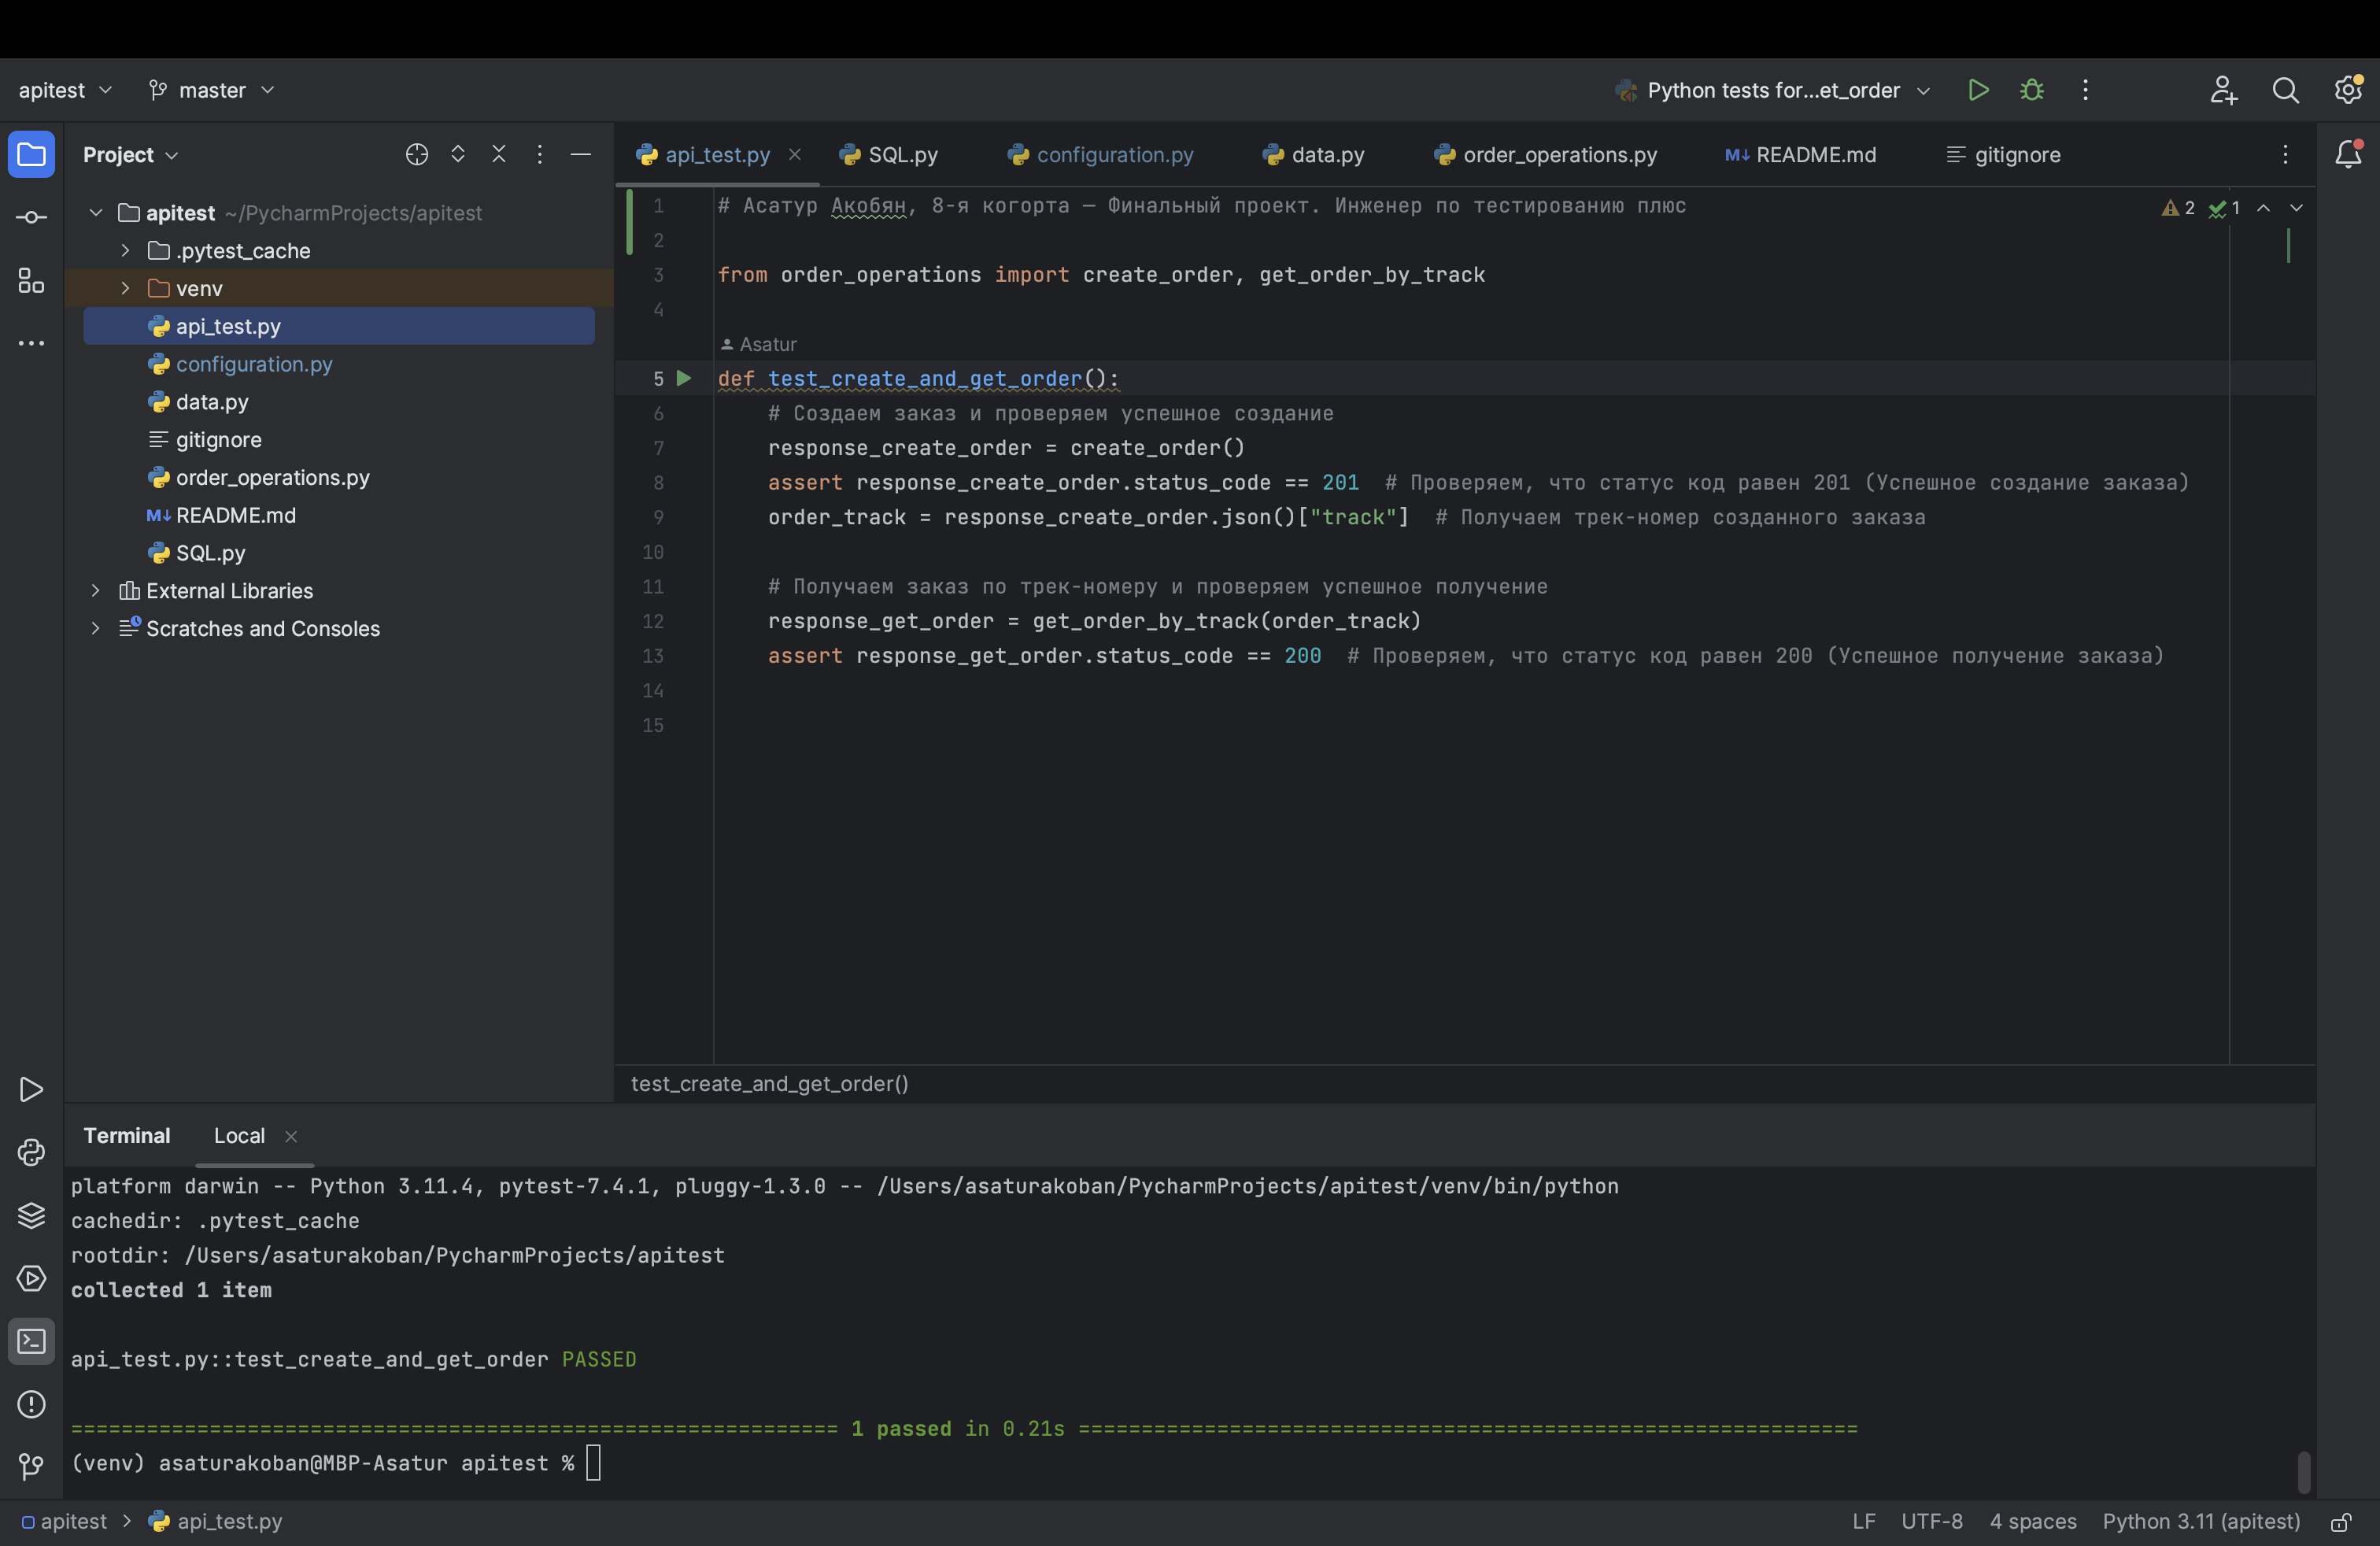 apitest
master
Python tests for...et_order
Project
api_test.py
SQL.py
configuration.py
data.py
order_operations.py
M↓ README.md
gitignore
apitest ~/PycharmProjects/apitest
.pytest_cache
venv
api_test.py
configuration.py
data.py
gitignore
order_operations.py
M↓ README.md
SQL.py
External Libraries
Scratches and Consoles
2 1
1 # Асатур Акобян, 8-я когорта — Финальный проект. Инженер по тестированию плюс
2
3 from order_operations import create_order, get_order_by_track
4
Asatur
5 def test_create_and_get_order():
6 # Создаем заказ и проверяем успешное создание
7 response_create_order = create_order()
8 assert response_create_order.status_code == 201 # Проверяем, что статус код равен 201 (Успешное создание заказа)
9 order_track = response_create_order.json()["track"] # Получаем трек-номер созданного заказа
10
11 # Получаем заказ по трек-номеру и проверяем успешное получение
12 response_get_order = get_order_by_track(order_track)
13 assert response_get_order.status_code == 200 # Проверяем, что статус код равен 200 (Успешное получение заказа)
14
15
test_create_and_get_order()
Terminal Local
platform darwin -- Python 3.11.4, pytest-7.4.1, pluggy-1.3.0 -- /Users/asaturakoban/PycharmProjects/apitest/venv/bin/python
cachedir: .pytest_cache
rootdir: /Users/asaturakoban/PycharmProjects/apitest
collected 1 item
api_test.py::test_create_and_get_order PASSED
============================================================= 1 passed in 0.21s ==============================================================
(venv) asaturakoban@MBP-Asatur apitest %
apitest > api_test.py
LF UTF-8 4 spaces Python 3.11 (apitest)